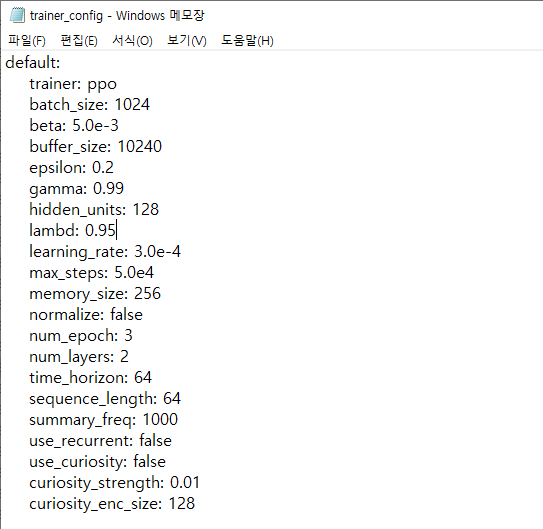 trainer_config - Windows 메모장
파일(F) 편집(E) 서식(O) 보기(V) 도움말(H)
default:
trainer: ppo
batch_size: 1024
beta: 5.0e-3
buffer_size: 10240
epsilon: 0.2
gamma: 0.99
hidden_units: 128
lambd: 0.95
learning_rate: 3.0e-4
max_steps: 5.0e4
memory_size: 256
normalize: false
num_epoch: 3
num_layers: 2
time_horizon: 64
sequence_length: 64
summary_freq: 1000
use_recurrent: false
use_curiosity: false
curiosity_strength: 0.01
curiosity_enc_size: 128